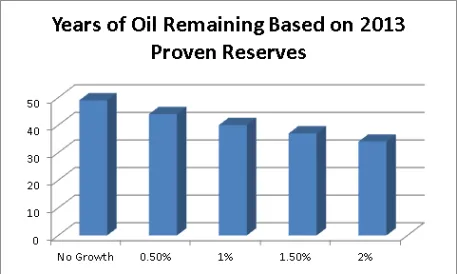 Years of Oil Remaining Based on 2013
Proven Reserves
50
40
30
20
10
0
No Growth 0.50% 1% 1.50% 2%